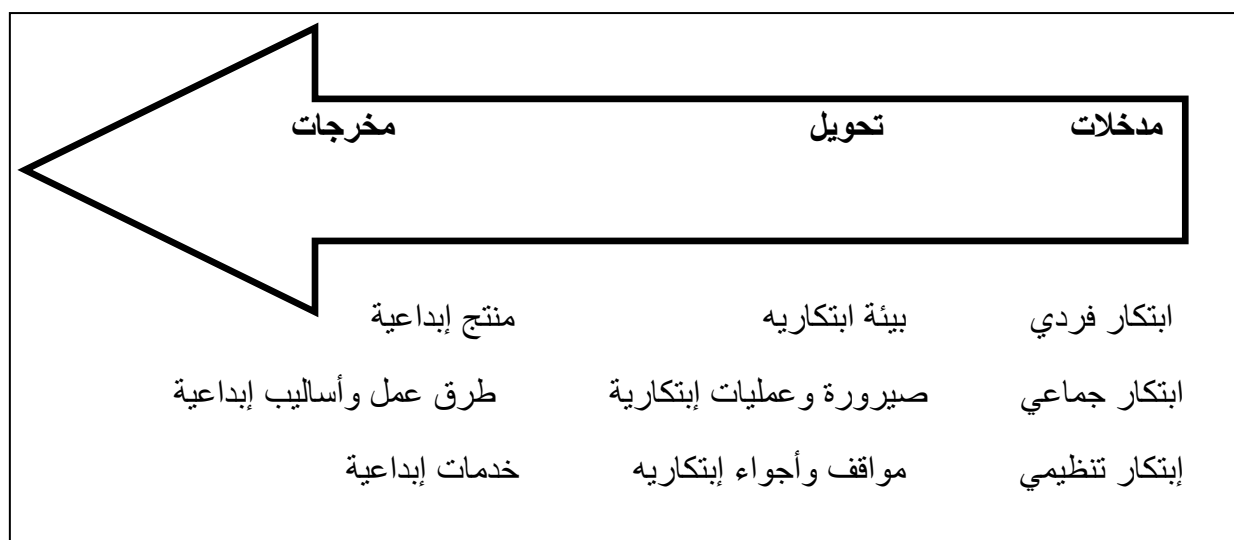 مدخلات تحويل مخرجات
ابتكار فردي بيئة ابتكاريه منتج إبداعية
ابتكار جماعي صيرورة وعمليات إبتكارية طرق عمل وأساليب إبداعية
إبتكار تنظيمي مواقف وأجواء إبتكاريه خدمات إبداعية